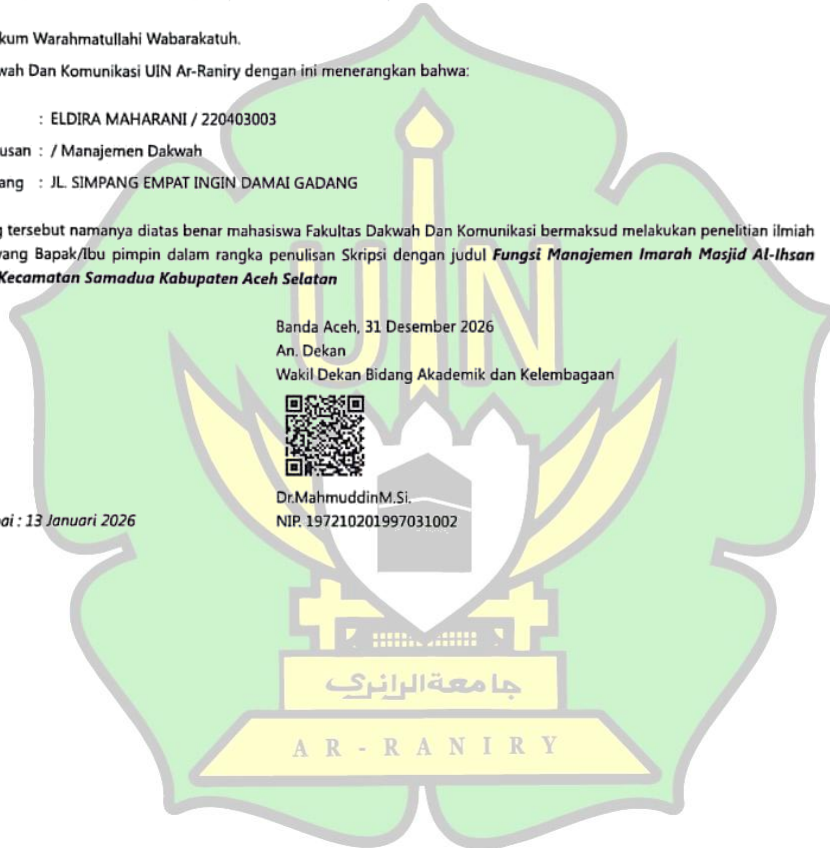 kum Warahmatullahi Wabarakatuh.
wah Dan Komunikasi UIN Ar-Raniry dengan ini menerangkan bahwa:
: ELDIRA MAHARANI / 220403003
usan : / Manajemen Dakwah
ang : JL. SIMPANG EMPAT INGIN DAMAI GADANG
g tersebut namanya diatas benar mahasiswa Fakultas Dakwah Dan Komunikasi bermaksud melakukan penelitian ilmiah
yang Bapak/Ibu pimpin dalam rangka penulisan Skripsi dengan judul Fungsi Manajemen Imarah Masjid Al-Ihsan
Kecamatan Samadua Kabupaten Aceh Selatan
Banda Aceh, 31 Desember 2026
An. Dekan
Wakil Dekan Bidang Akademik dan Kelembagaan
Dr.MahmuddinM.Si.
ai : 13 Januari 2026
NIP. 197210201997031002
UIN
جامعةالرانري
AR-RANIRY